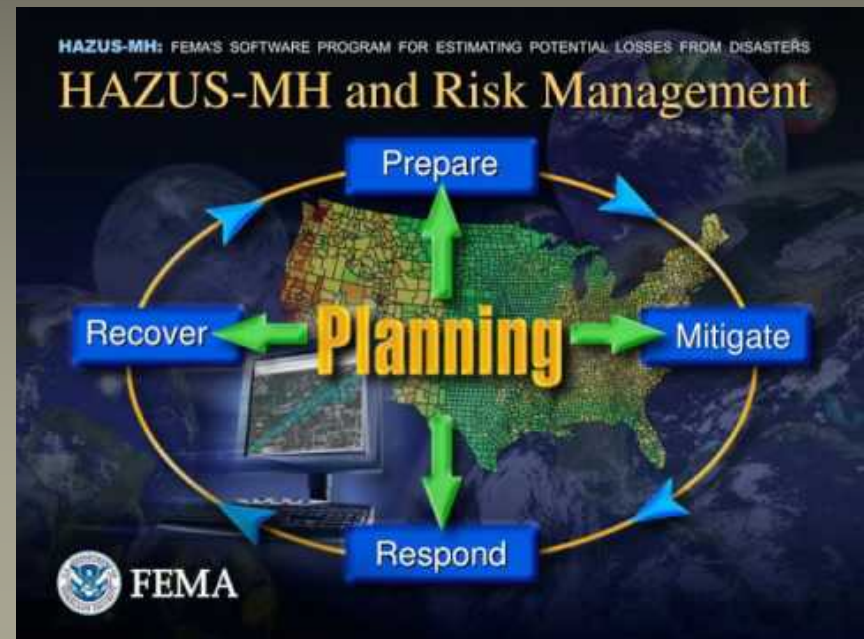 HAZUS-MH: FEMA'S SOFTWARE PROGRAM FOR ESTIMATING POTENTIAL LOSSES FROM DISASTERS
HAZUS-MH and Risk Management
Prepare
Recover
Planning
Mitigate
Respond
FEMA